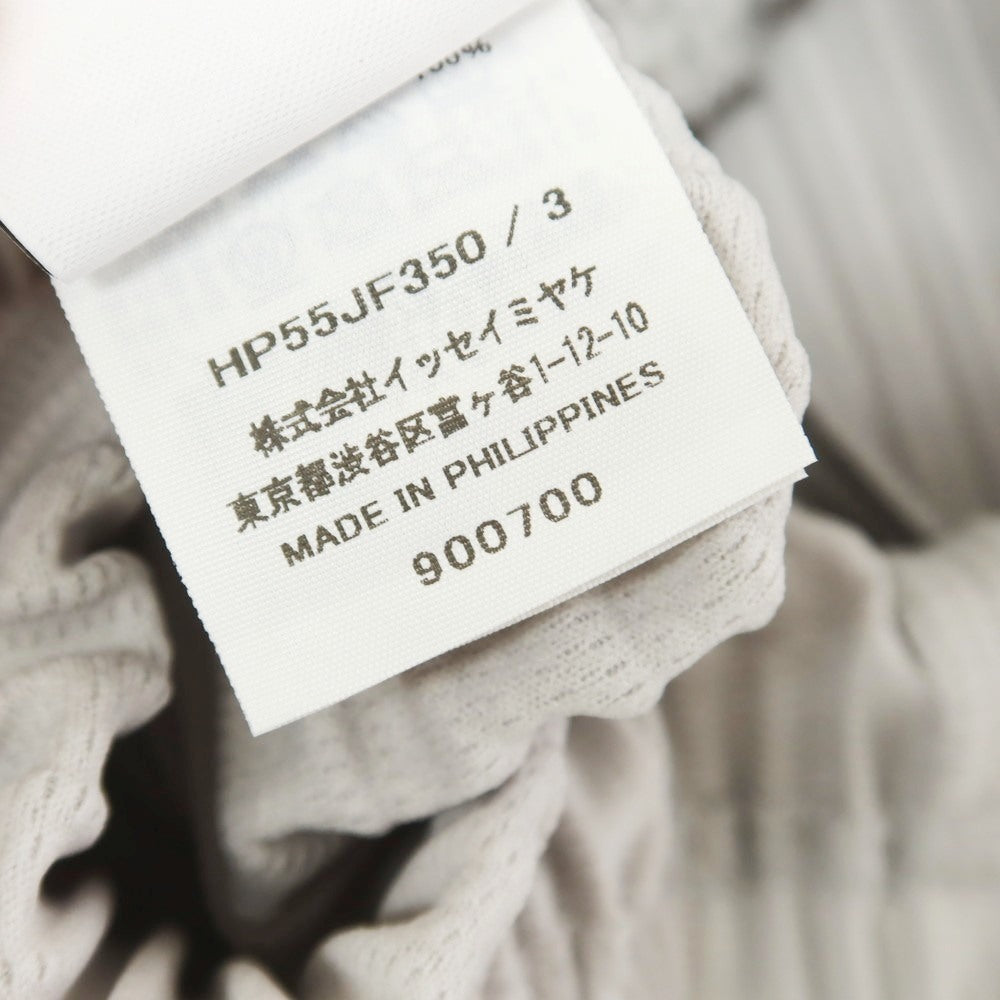 100%
HP55JF350 / 3
株式会社イッセイミヤケ
東京都渋谷区富ヶ谷1-12-10
MADE IN PHILIPPINES
900700